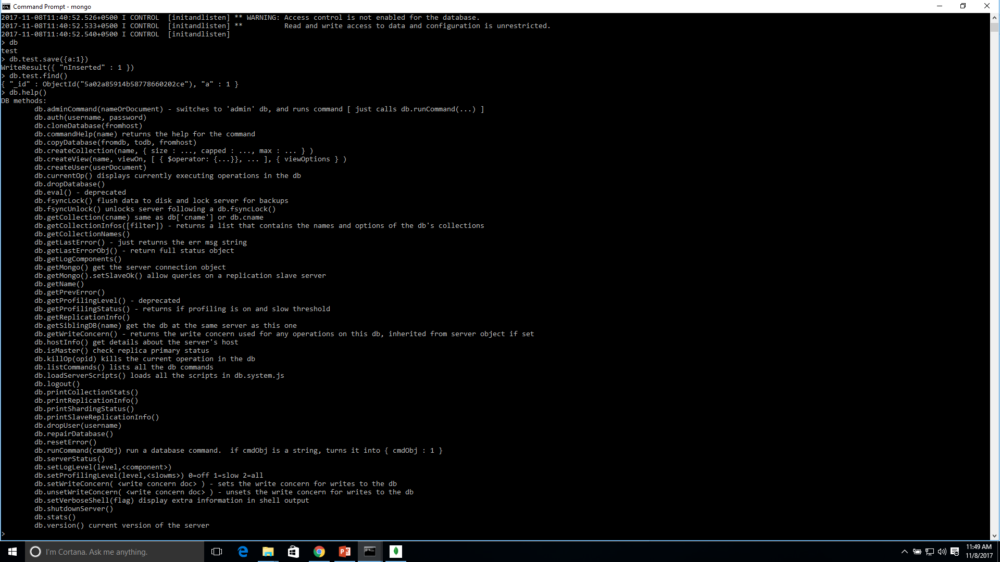 Command Prompt - mongo
2017-11-08T11:40:52.526+0500 I CONTROL  [initandlisten] ** WARNING: Access control is not enabled for the database.
2017-11-08T11:40:52.533+0500 I CONTROL  [initandlisten] **          Read and write access to data and configuration is unrestricted.
2017-11-08T11:40:52.540+0500 I CONTROL  [initandlisten]
> db
test
> db.test.save({a:1})
WriteResult({ "nInserted" : 1 })
> db.test.find()
{ "_id" : ObjectId("5a02a85914b58778660202ce"), "a" : 1 }
> db.help()
DB methods:
        db.adminCommand(nameOrDocument) - switches to 'admin' db, and runs command [ just calls db.runCommand(...) ]
        db.auth(username, password)
        db.cloneDatabase(fromhost)
        db.commandHelp(name) returns the help for the command
        db.copyDatabase(fromdb, todb, fromhost)
        db.createCollection(name, { size : ..., capped : ..., max : ... } )
        db.createView(name, viewOn, [ { $operator: {...}}, ... ], { viewOptions } )
        db.createUser(userDocument)
        db.currentOp() displays currently executing operations in the db
        db.dropDatabase()
        db.eval() - deprecated
        db.fsyncLock() flush data to disk and lock server for backups
        db.fsyncUnlock() unlocks server following a db.fsyncLock()
        db.getCollection(cname) same as db['cname'] or db.cname
        db.getCollectionInfos([filter]) - returns a list that contains the names and options of the db's collections
        db.getCollectionNames()
        db.getLastError() - just returns the err msg string
        db.getLastErrorObj() - return full status object
        db.getLogComponents()
        db.getMongo() get the server connection object
        db.getMongo().setSlaveOk() allow queries on a replication slave server
        db.getName()
        db.getPrevError()
        db.getProfilingLevel() - deprecated
        db.getProfilingStatus() - returns if profiling is on and slow threshold
        db.getReplicationInfo()
        db.getSiblingDB(name) get the db at the same server as this one
        db.getWriteConcern() - returns the write concern used for any operations on this db, inherited from server object if set
        db.hostInfo() get details about the server's host
        db.isMaster() check replica primary status
        db.killOp(opid) kills the current operation in the db
        db.listCommands() lists all the db commands
        db.loadServerScripts() loads all the scripts in db.system.js
        db.logout()
        db.printCollectionStats()
        db.printReplicationInfo()
        db.printShardingStatus()
        db.printSlaveReplicationInfo()
        db.dropUser(username)
        db.repairDatabase()
        db.resetError()
        db.runCommand(cmdObj) run a database command.  if cmdObj is a string, turns it into { cmdObj : 1 }
        db.serverStatus()
        db.setLogLevel(level,<component>)
        db.setProfilingLevel(level,<slowms>) 0=off 1=slow 2=all
        db.setWriteConcern( <write concern doc> ) - sets the write concern for writes to the db
        db.unsetWriteConcern( <write concern doc> ) - unsets the write concern for writes to the db
        db.setVerboseShell(flag) display extra information in shell output
        db.shutdownServer()
        db.stats()
        db.version() current version of the server
>
I'm Cortana. Ask me anything.
11:49 AM
11/8/2017